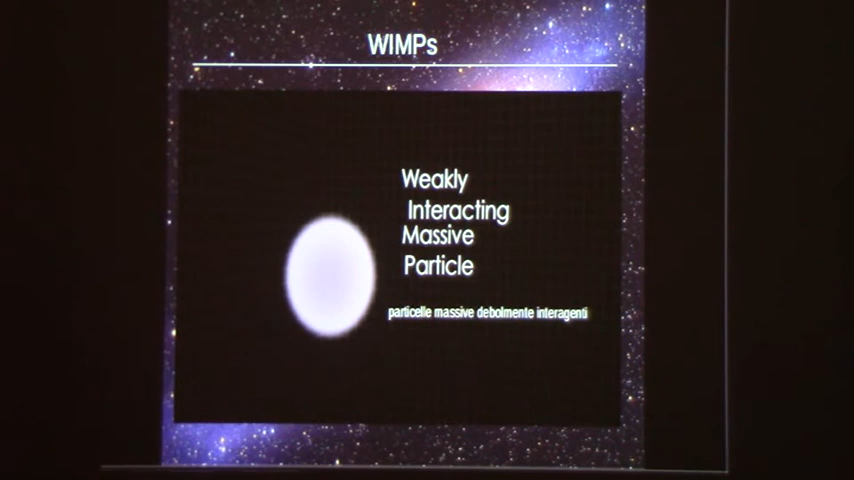 WIMPs
Weakly
Interacting
Massive
Particle
particelle massive debolmente interagenti